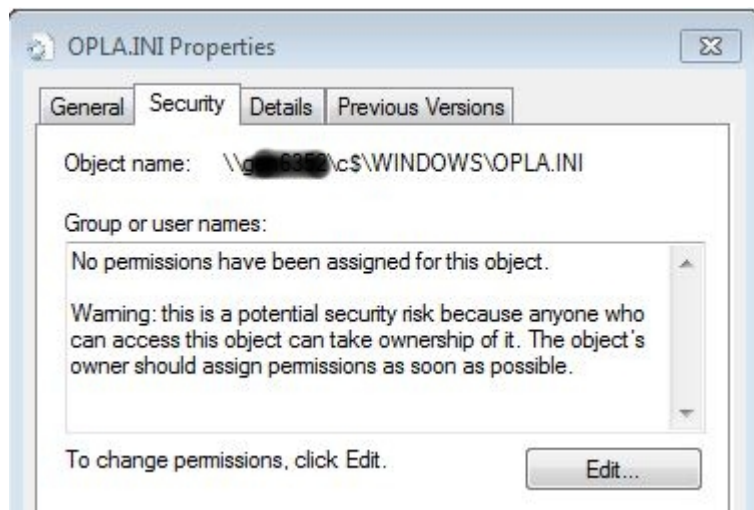 OPLA.INI Properties
General Security Details Previous Versions
Object name: \\g 6352\c$\WINDOWS\OPLA.INI
Group or user names:
No permissions have been assigned for this object.
Warning: this is a potential security risk because anyone who
can access this object can take ownership of it. The object's
owner should assign permissions as soon as possible.
To change permissions, click Edit.
Edit...